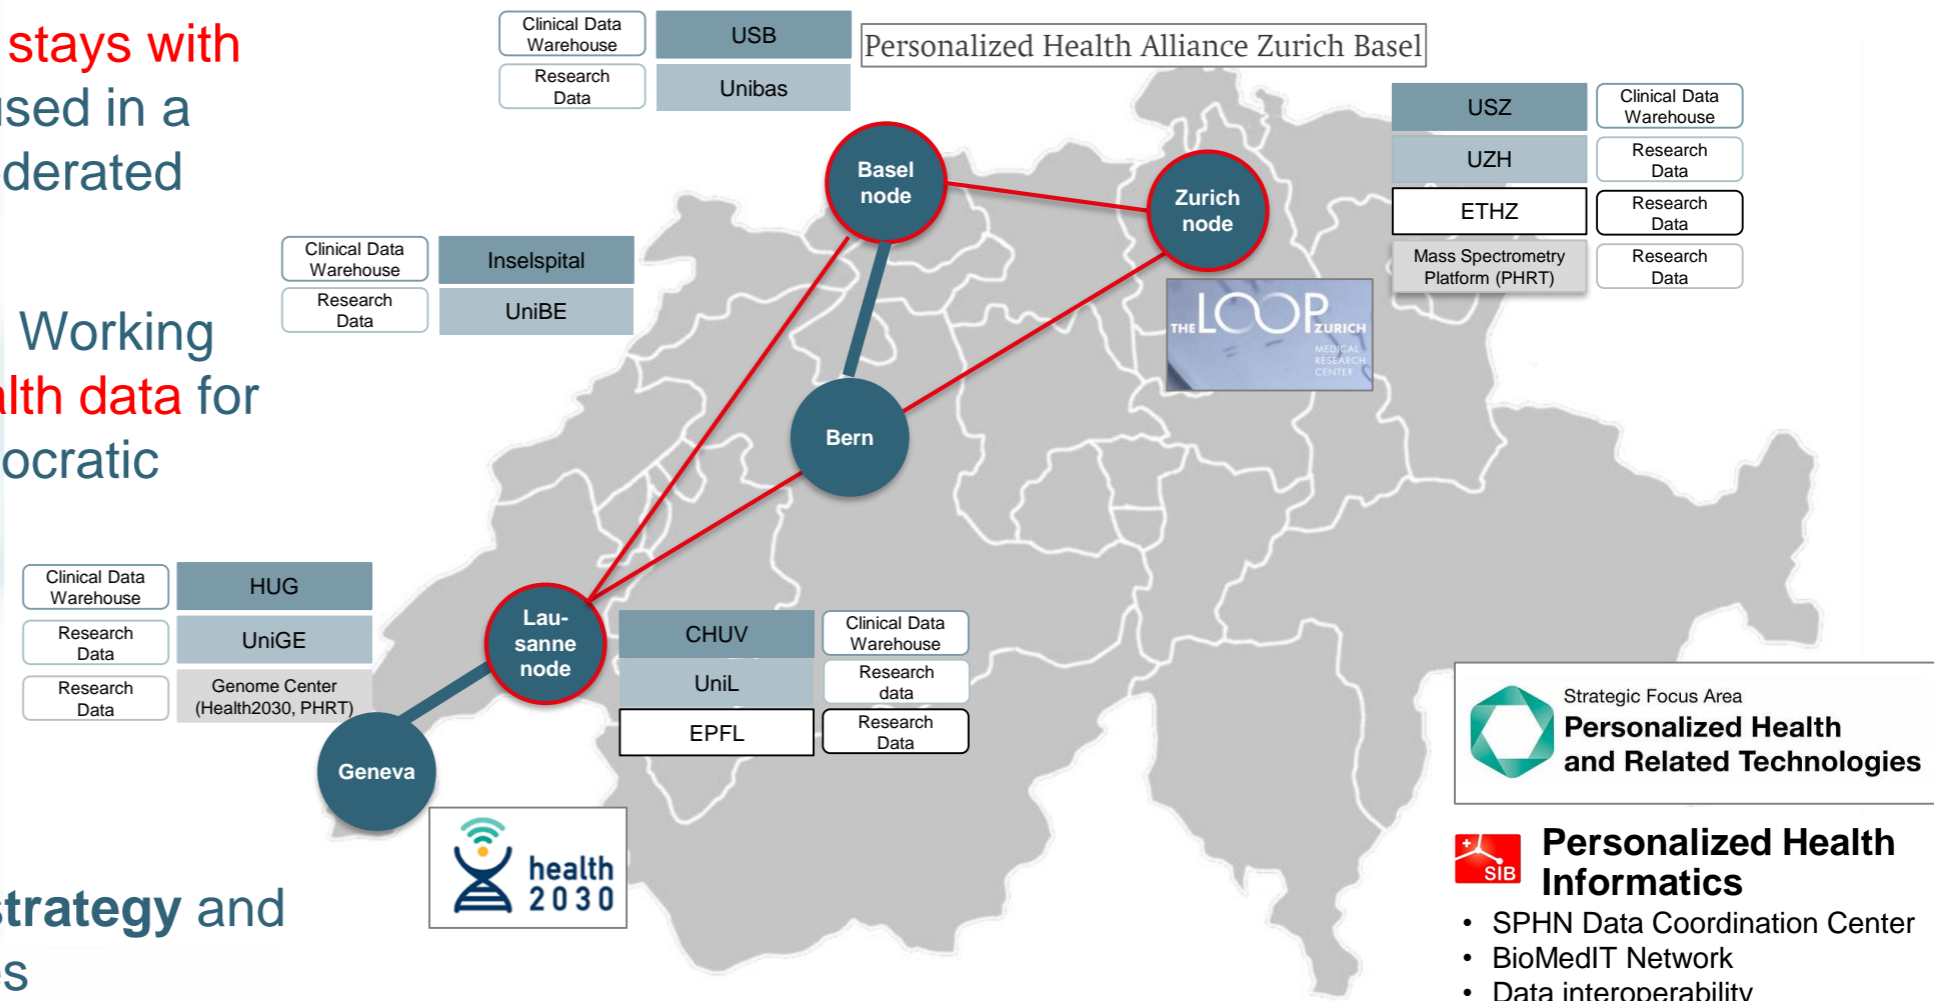 stays with
used in a
derated
Working
alth data for
ocratic
strategy and
es
Clinical Data
Warehouse
USB
Research
Data
Unibas
Personalized Health Alliance Zurich Basel
USZ
Clinical Data
Warehouse
UZH
Research
Data
ETHZ
Research
Data
Mass Spectrometry
Platform (PHRT)
Research
Data
Basel
node
Zurich
node
THE LOOP ZURICH
MEDICAL
RESEARCH
CENTER
Clinical Data
Warehouse
Inselspital
Research
Data
UniBE
Bern
Clinical Data
Warehouse
HUG
Research
Data
UniGE
Research
Data
Genome Center
(Health2030, PHRT)
Lau-
sanne
node
CHUV
Clinical Data
Warehouse
UniL
Research
data
EPFL
Research
Data
Geneva
health
2030
Strategic Focus Area
Personalized Health
and Related Technologies
SIB
Personalized Health
Informatics
• SPHN Data Coordination Center
• BioMedIT Network
• Data interoperability